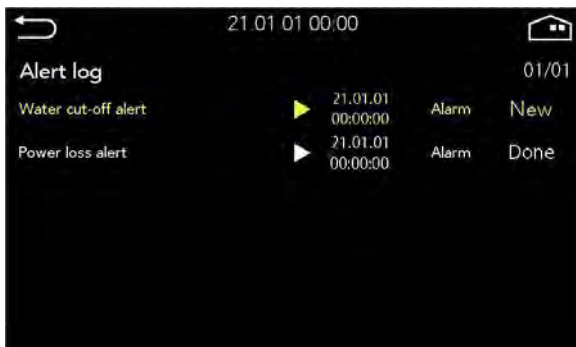 21.01 01 00:00
Alert log 01/01
Water cut-off alert 21.01.01 00:00:00 Alarm New
Power loss alert 21.01.01 00:00:00 Alarm Done